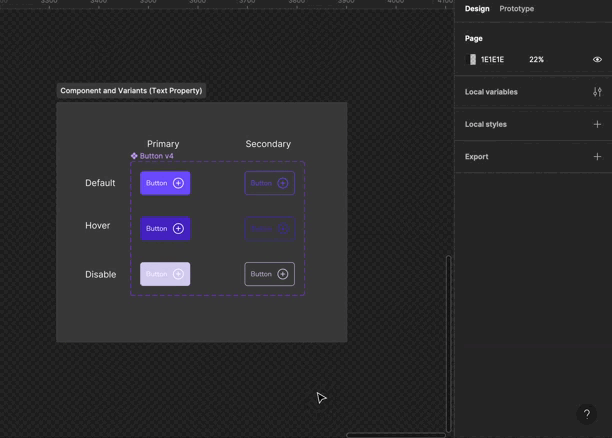 3300 3400 3500 3600 3700 3800 3900 4000 4100
Design Prototype
Page
1E1E1E 22%
Local variables
Local styles
Export
Component and Variants (Text Property)
Primary Secondary
Button v4
Default Button Button
Hover Button
Disable Button Button
?